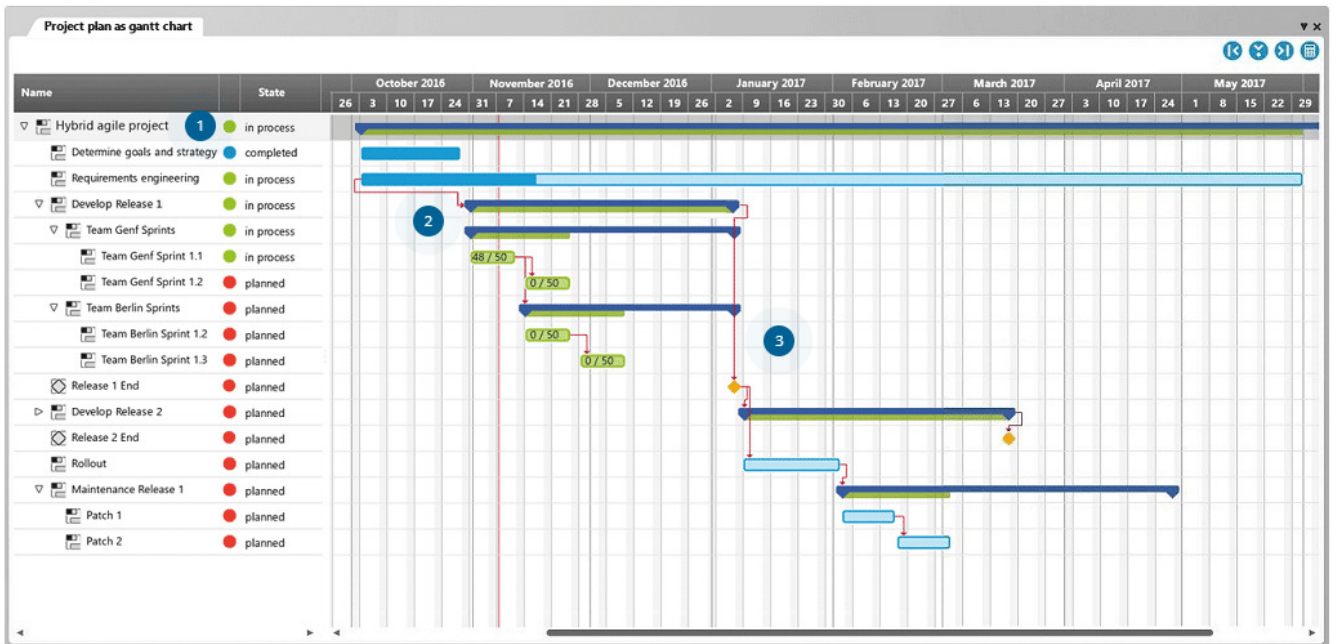 Project plan as gantt chart
Name State
October 2016 November 2016 December 2016 January 2017 February 2017 March 2017 April 2017 May 2017
26 3 10 17 24 31 7 14 21 28 5 12 19 26 2 9 16 23 30 6 13 20 27 6 13 20 27 3 10 17 24 1 8 15 22 29
Hybrid agile project 1 in process
Determine goals and strategy completed
Requirements engineering in process
Develop Release 1 in process
2
Team Genf Sprints in process
Team Genf Sprint 1.1 in process 48 / 50
Team Genf Sprint 1.2 planned 0 / 50
Team Berlin Sprints planned
Team Berlin Sprint 1.2 planned 0 / 50
3
Team Berlin Sprint 1.3 planned 0 / 50
Release 1 End planned
Develop Release 2 planned
Release 2 End planned
Rollout planned
Maintenance Release 1 planned
Patch 1 planned
Patch 2 planned